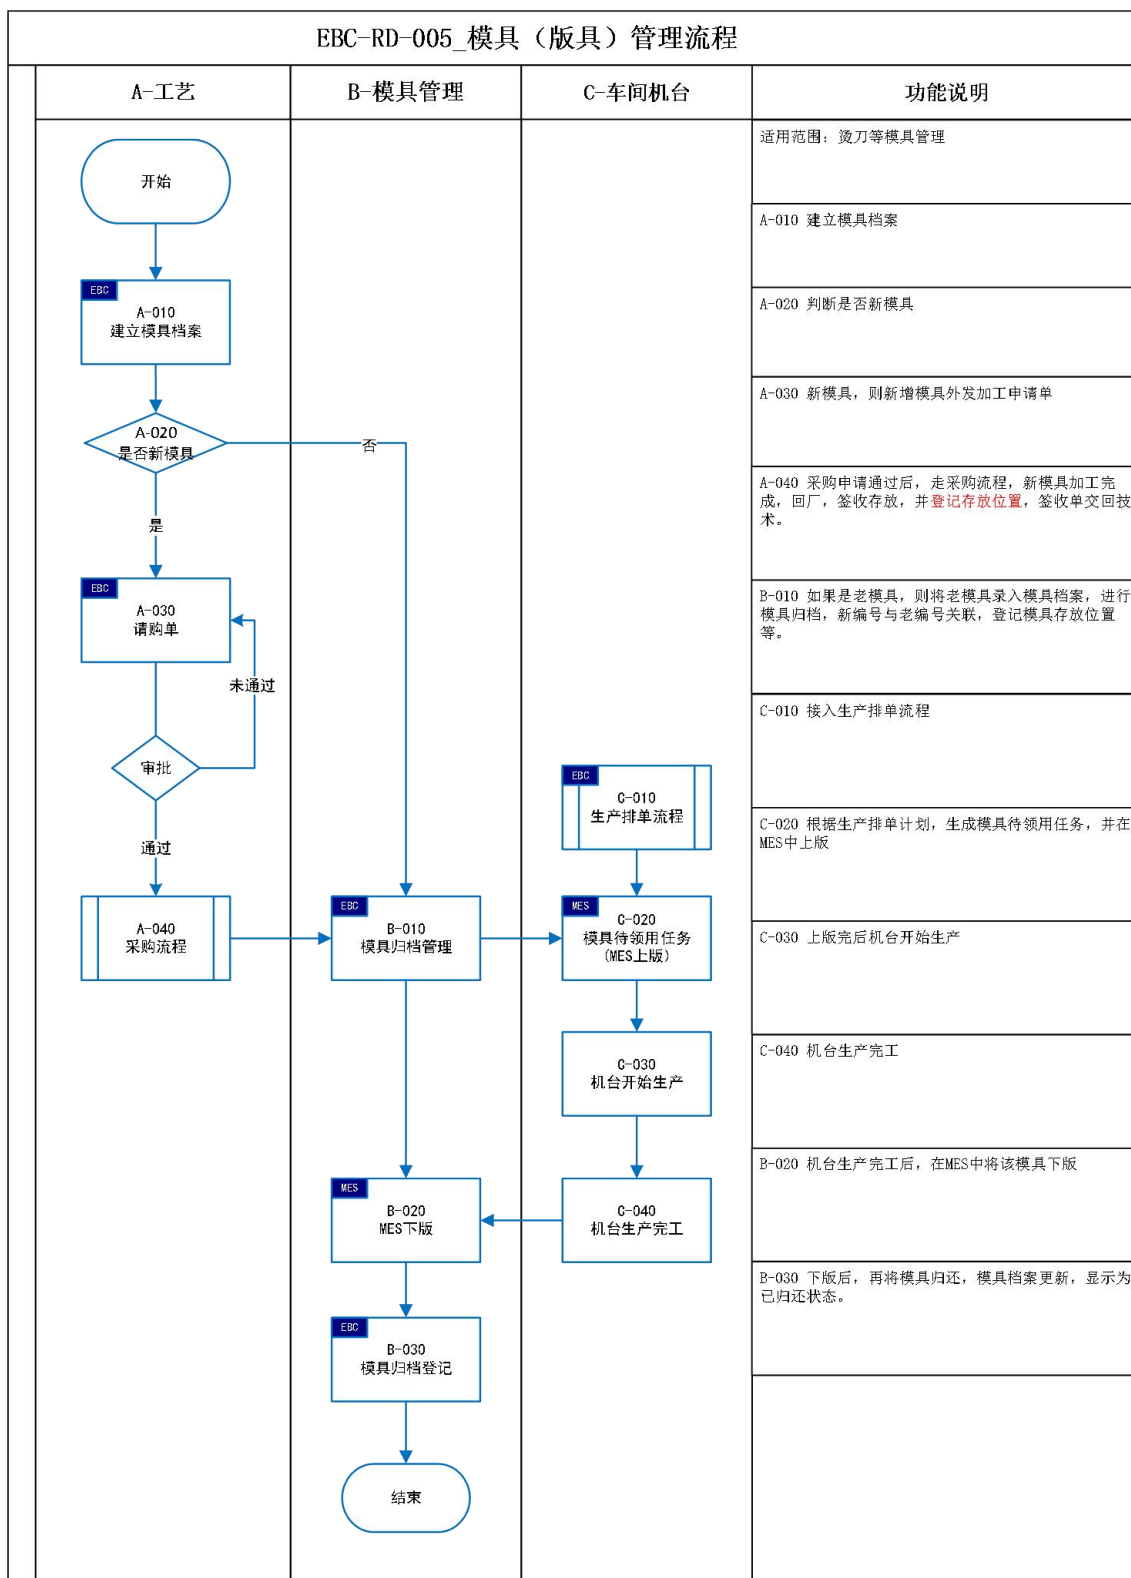 EBC-RD-005_模具（版具）管理流程
A-工艺
B-模具管理
C-车间机台
功能说明
开始
EBC
A-010
建立模具档案
A-020
是否新模具
否
是
EBC
A-030
请购单
未通过
审批
通过
A-040
采购流程
EBC
B-010
模具归档管理
EBC
C-010
生产排单流程
MES
C-020
模具待领用任务
(MES上版)
C-030
机台开始生产
C-040
机台生产完工
MES
B-020
MES下版
EBC
B-030
模具归档登记
结束
适用范围：烫刀等模具管理
A-010 建立模具档案
A-020 判断是否新模具
A-030 新模具，则新增模具外发加工申请单
A-040 采购申请通过后，走采购流程，新模具加工完
成，回厂，签收存放，并登记存放位置，签收单交回技
术。
B-010 如果是老模具，则将老模具录入模具档案，进行
模具归档，新编号与老编号关联，登记模具存放位置
等。
C-010 接入生产排单流程
C-020 根据生产排单计划，生成模具待领用任务，并在
MES中上版
C-030 上版完后机台开始生产
C-040 机台生产完工
B-020 机台生产完工后，在MES中将该模具下版
B-030 下版后，再将模具归还，模具档案更新，显示为
已归还状态。